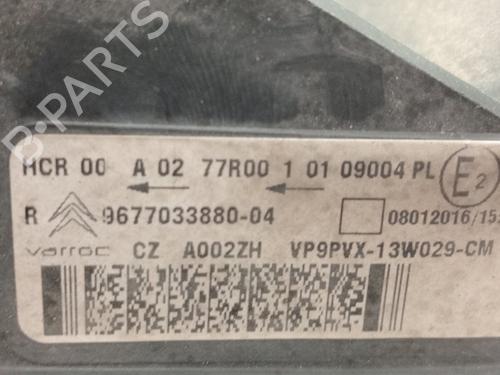 B-PARTS
HCR 00 A 02 77R00 1 01 09004 PL E2
R 9677033880-04 08012016/15
varroc CZ A002ZH VP9PVX-13W029-CM